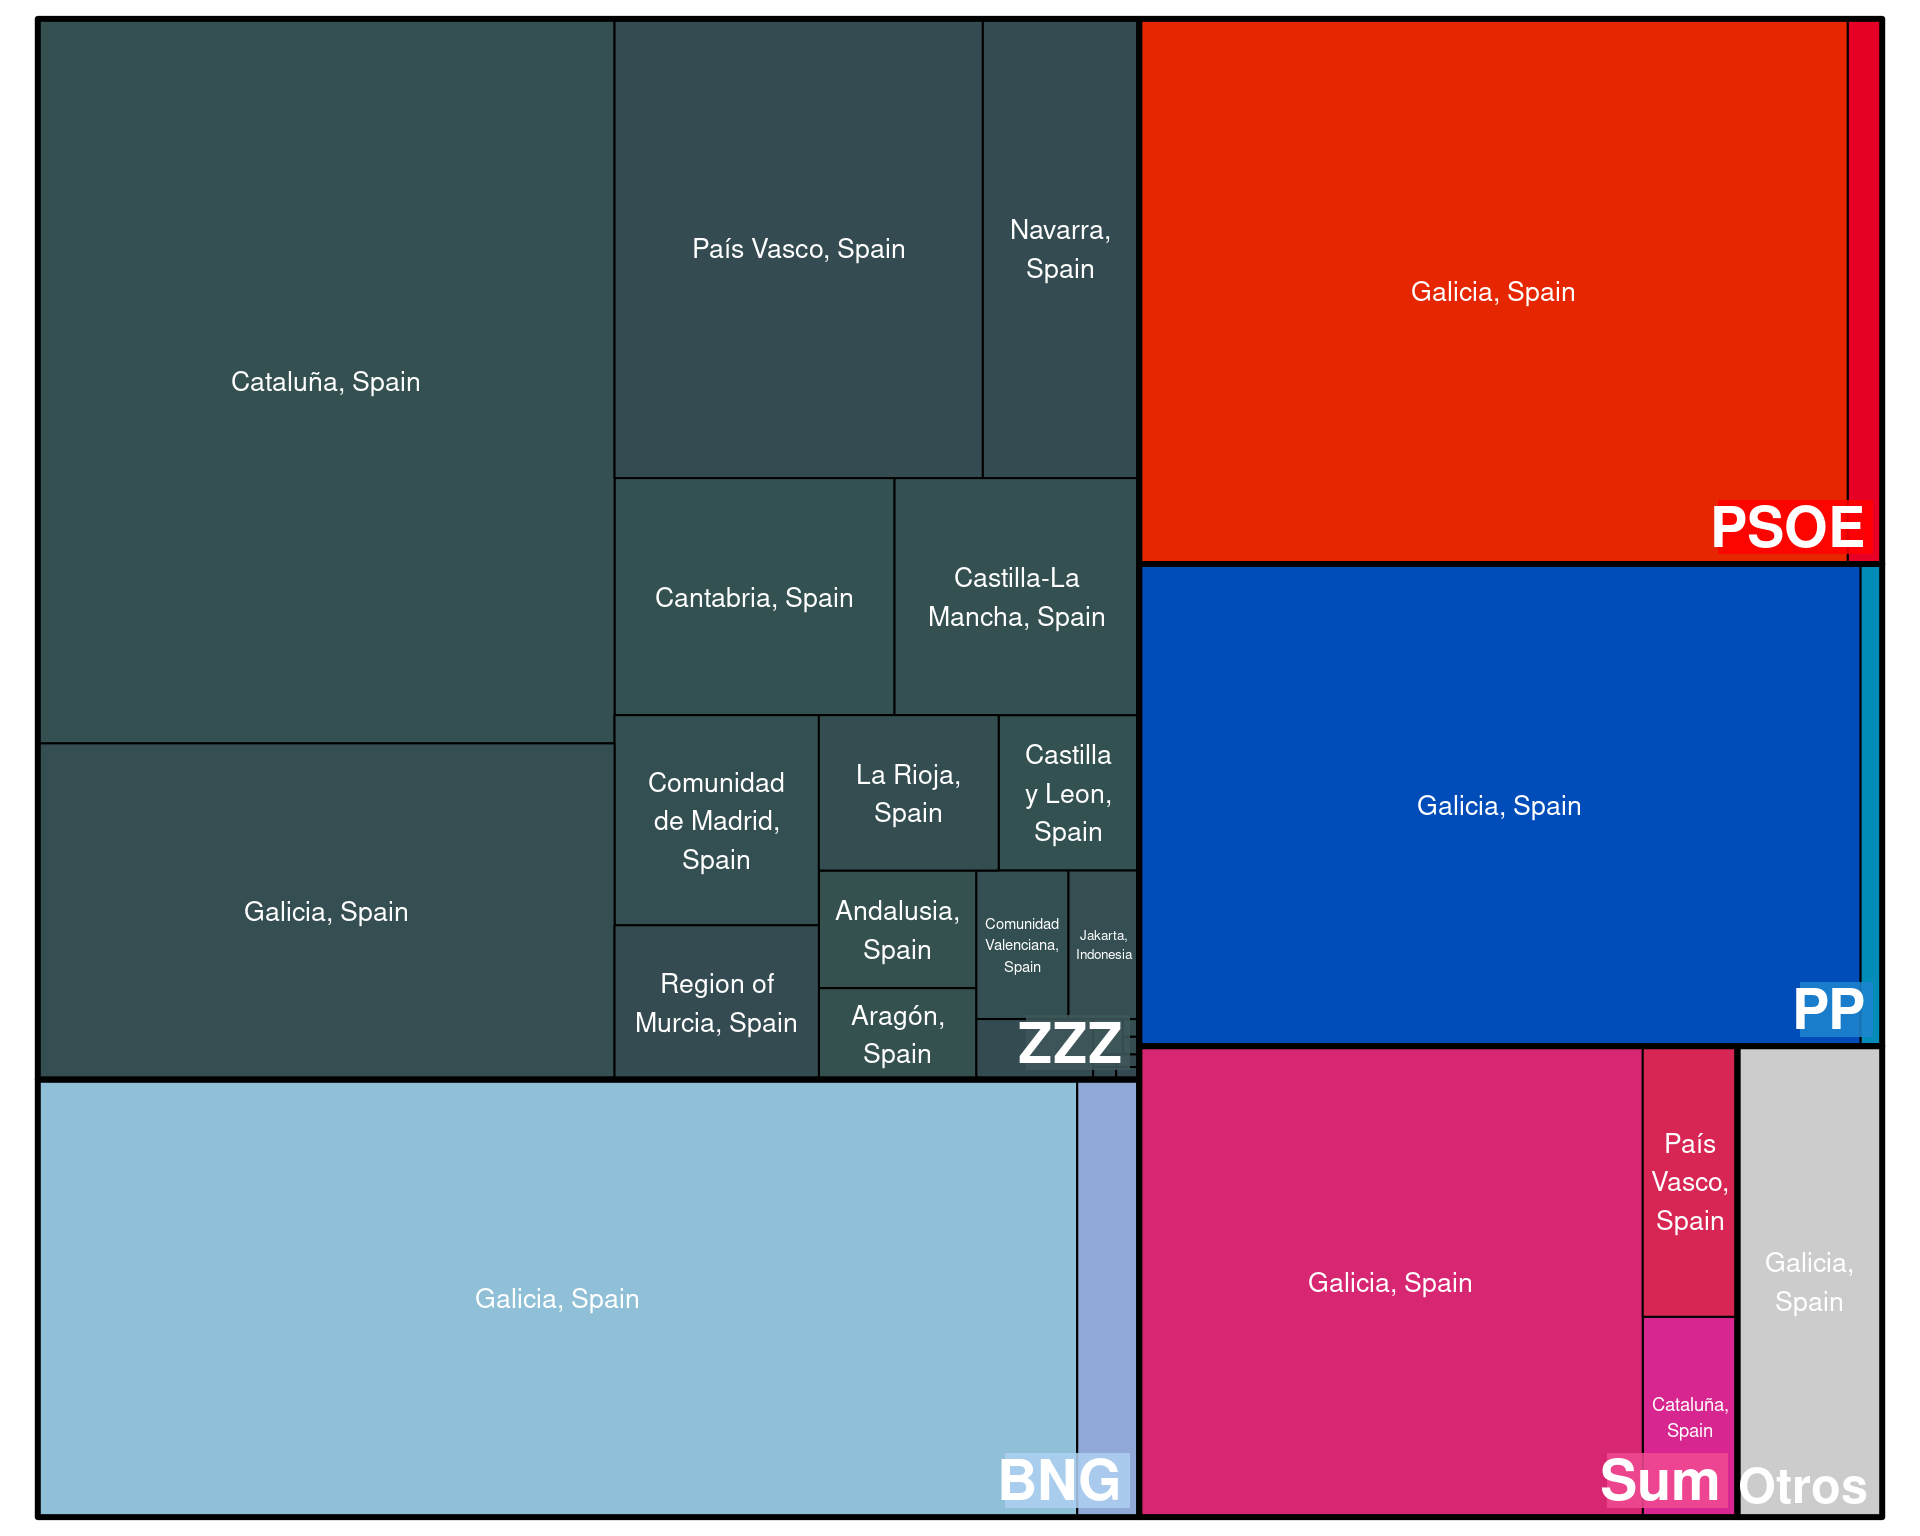 Cataluña, Spain
País Vasco, Spain
Navarra,
Spain
Cantabria, Spain
Castilla-La
Mancha, Spain
Galicia, Spain
Comunidad
de Madrid,
Spain
La Rioja,
Spain
Castilla
y Leon,
Spain
Region of
Murcia, Spain
Andalusia,
Spain
Aragón,
Spain
Comunidad
Valenciana,
Spain
Jakarta,
Indonesia
ZZZ
Galicia, Spain
BNG
Galicia, Spain
PSOE
Galicia, Spain
PP
Galicia, Spain
País
Vasco,
Spain
Cataluña,
Spain
Sum
Galicia,
Spain
Otros